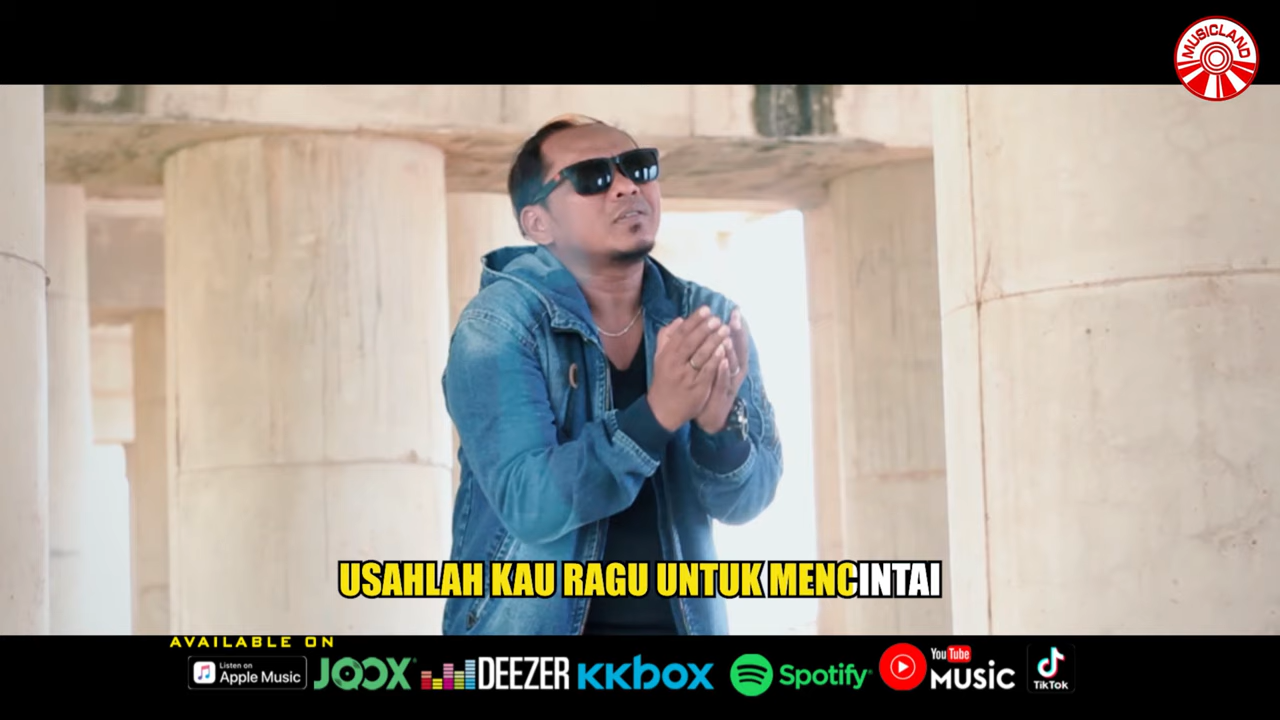 MUSICLAND
USAHLAH KAU RAGU UNTUK MENCINTAI
AVAILABLE ON
Listen on
Apple Music
JOOX
DEEZER
KKBOX
Spotify
YouTube
MUSIC
TikTok